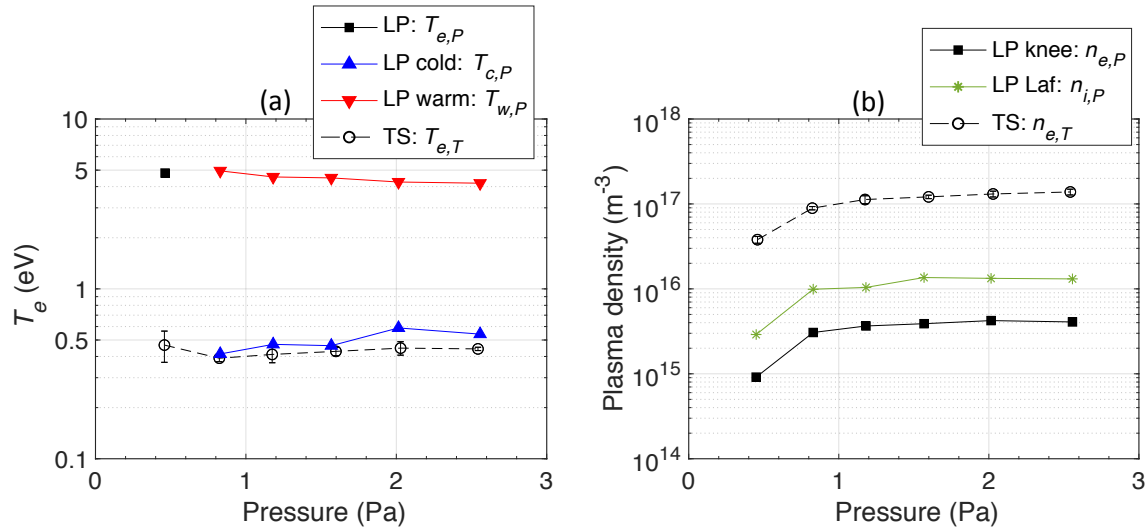 LP: T_{e,P}
LP cold: T_{c,P}
LP warm: T_{w,P}
TS: T_{e,T}
(a)
10
5
1
0.5
0.1
T_e (eV)
0
1
2
3
Pressure (Pa)
LP knee: n_{e,P}
LP Laf: n_{i,P}
TS: n_{e,T}
(b)
10^{18}
10^{17}
10^{16}
10^{15}
10^{14}
Plasma density (m^{-3})
0
1
2
3
Pressure (Pa)